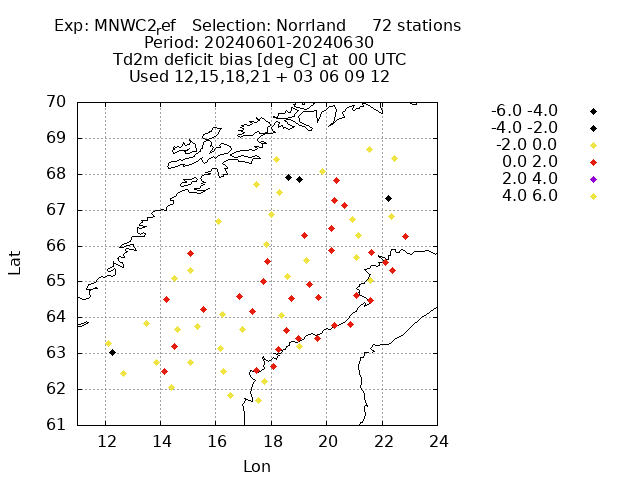 Exp: MNWC2ref   Selection: Norrland     72 stations
Period: 20240601-20240630
Td2m deficit bias [deg C] at  00 UTC
Used 12,15,18,21 + 03 06 09 12
-6.0 -4.0
-4.0 -2.0
-2.0 0.0
0.0 2.0
2.0 4.0
4.0 6.0
70
69
68
67
66
65
64
63
62
61
Lat
12 14 16 18 20 22 24
Lon